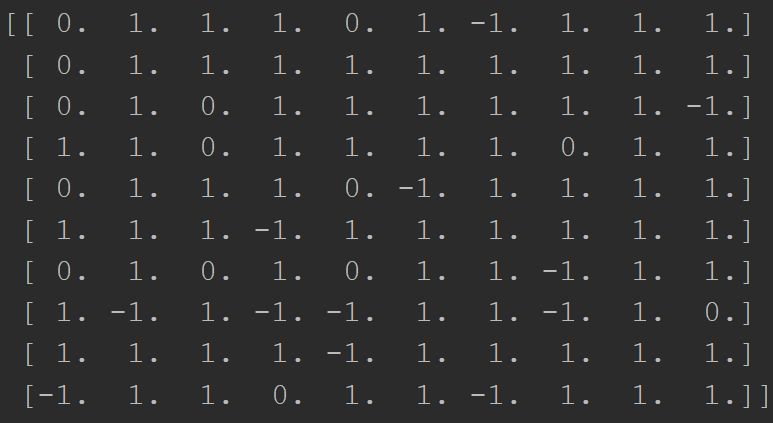 [[ 0.  1.  1.  1.  0.  1. -1.  1.  1.  1.]
 [ 0.  1.  1.  1.  1.  1.  1.  1.  1.  1.]
 [ 0.  1.  0.  1.  1.  1.  1.  1.  1. -1.]
 [ 1.  1.  0.  1.  1.  1.  1.  0.  1.  1.]
 [ 0.  1.  1.  1.  0. -1.  1.  1.  1.  1.]
 [ 1.  1.  1. -1.  1.  1.  1.  1.  1.  1.]
 [ 0.  1.  0.  1.  0.  1.  1. -1.  1.  1.]
 [ 1. -1.  1. -1. -1.  1.  1. -1.  1.  0.]
 [ 1.  1.  1.  1. -1.  1.  1.  1.  1.  1.]
 [-1.  1.  1.  0.  1.  1. -1.  1.  1.  1.]]